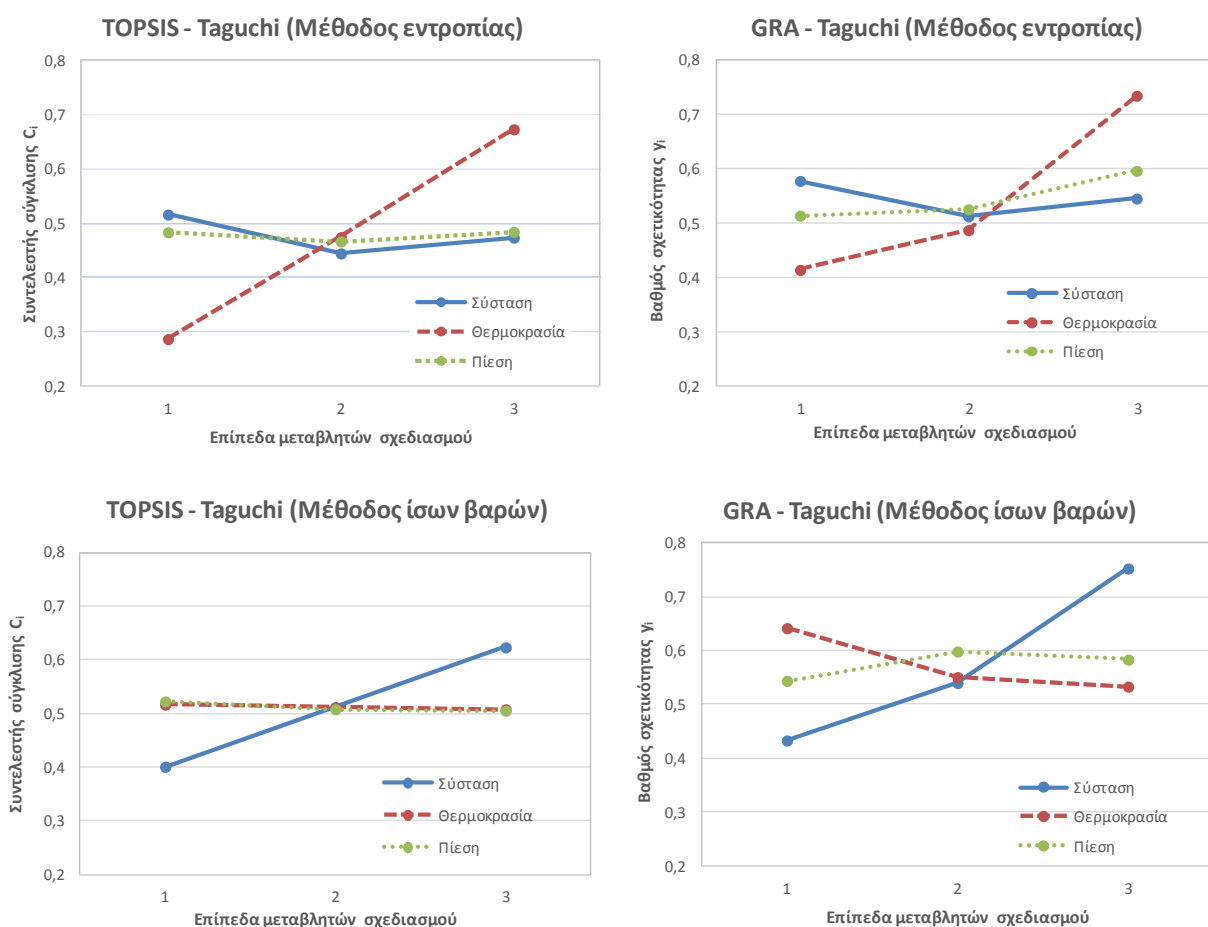 TOPSIS - Taguchi (Μέθοδος εντροπίας)
Συντελεστής σύγκλισης Cᵢ
0,8
0,7
0,6
0,5
0,4
0,3
0,2
Σύσταση
Θερμοκρασία
Πίεση
1 2 3
Επίπεδα μεταβλητών σχεδιασμού
GRA - Taguchi (Μέθοδος εντροπίας)
Βαθμός σχετικότητας γᵢ
0,8
0,7
0,6
0,5
0,4
0,3
0,2
Σύσταση
Θερμοκρασία
Πίεση
1 2 3
Επίπεδα μεταβλητών σχεδιασμού
TOPSIS - Taguchi (Μέθοδος ίσων βαρών)
Συντελεστής σύγκλισης Cᵢ
0,8
0,7
0,6
0,5
0,4
0,3
0,2
Σύσταση
Θερμοκρασία
Πίεση
1 2 3
Επίπεδα μεταβλητών σχεδιασμού
GRA - Taguchi (Μέθοδος ίσων βαρών)
Βαθμός σχετικότητας γᵢ
0,8
0,7
0,6
0,5
0,4
0,3
0,2
Σύσταση
Θερμοκρασία
Πίεση
1 2 3
Επίπεδα μεταβλητών σχεδιασμού